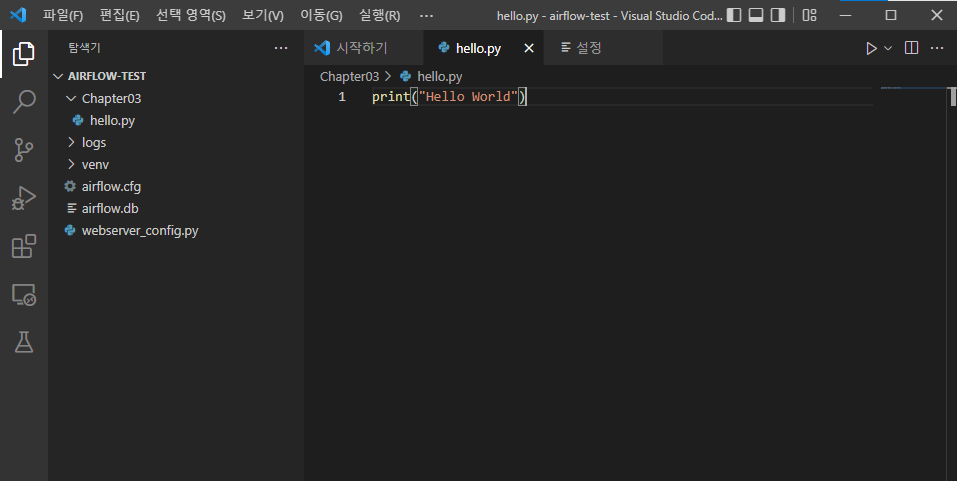 파일(F) 편집(E) 선택 영역(S) 보기(V) 이동(G) 실행(R) ··· hello.py - airflow-test - Visual Studio Cod...
탐색기 ···
시작하기 hello.py 설정 ···
AIRFLOW-TEST
Chapter03
hello.py
logs
venv
airflow.cfg
airflow.db
webserver_config.py
Chapter03 > hello.py
1 print("Hello World")